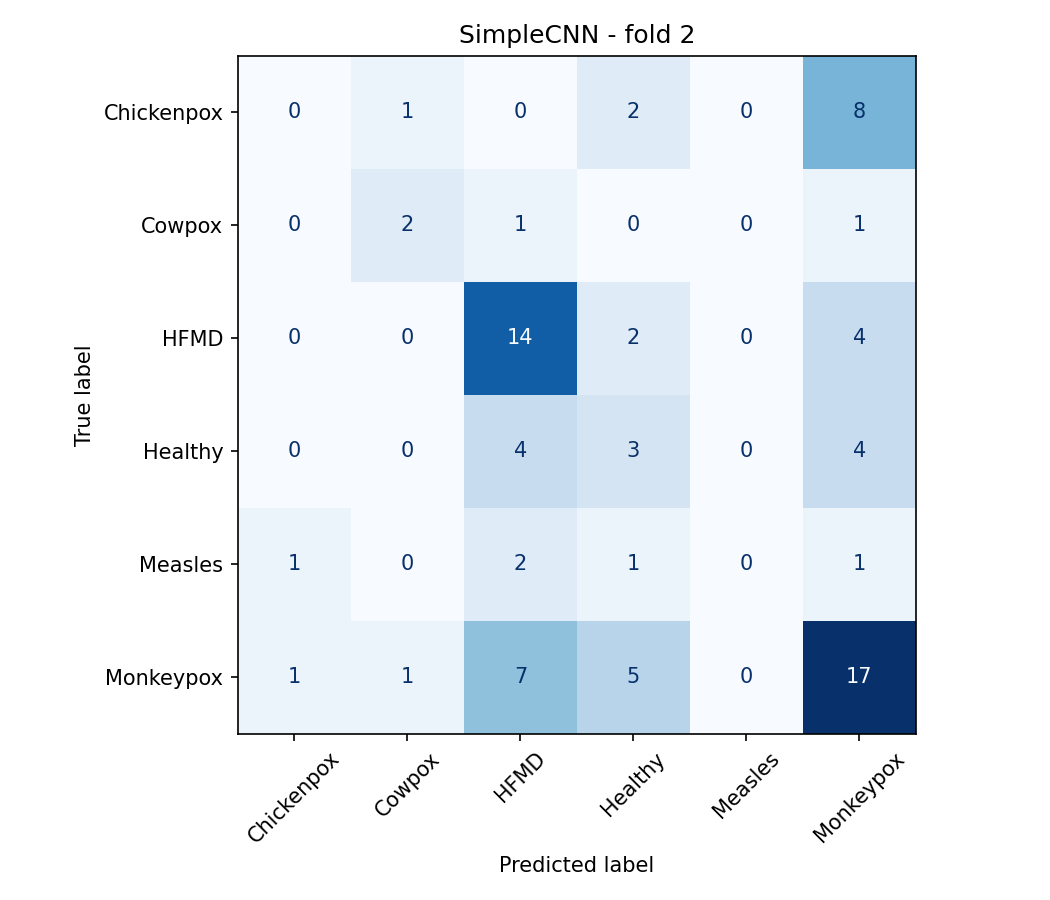 SimpleCNN - fold 2
Chickenpox 0 1 0 2 0 8
Cowpox 0 2 1 0 0 1
HFMD 0 0 14 2 0 4
Healthy 0 0 4 3 0 4
Measles 1 0 2 1 0 1
Monkeypox 1 1 7 5 0 17
True label
Chickenpox Cowpox HFMD Healthy Measles Monkeypox
Predicted label